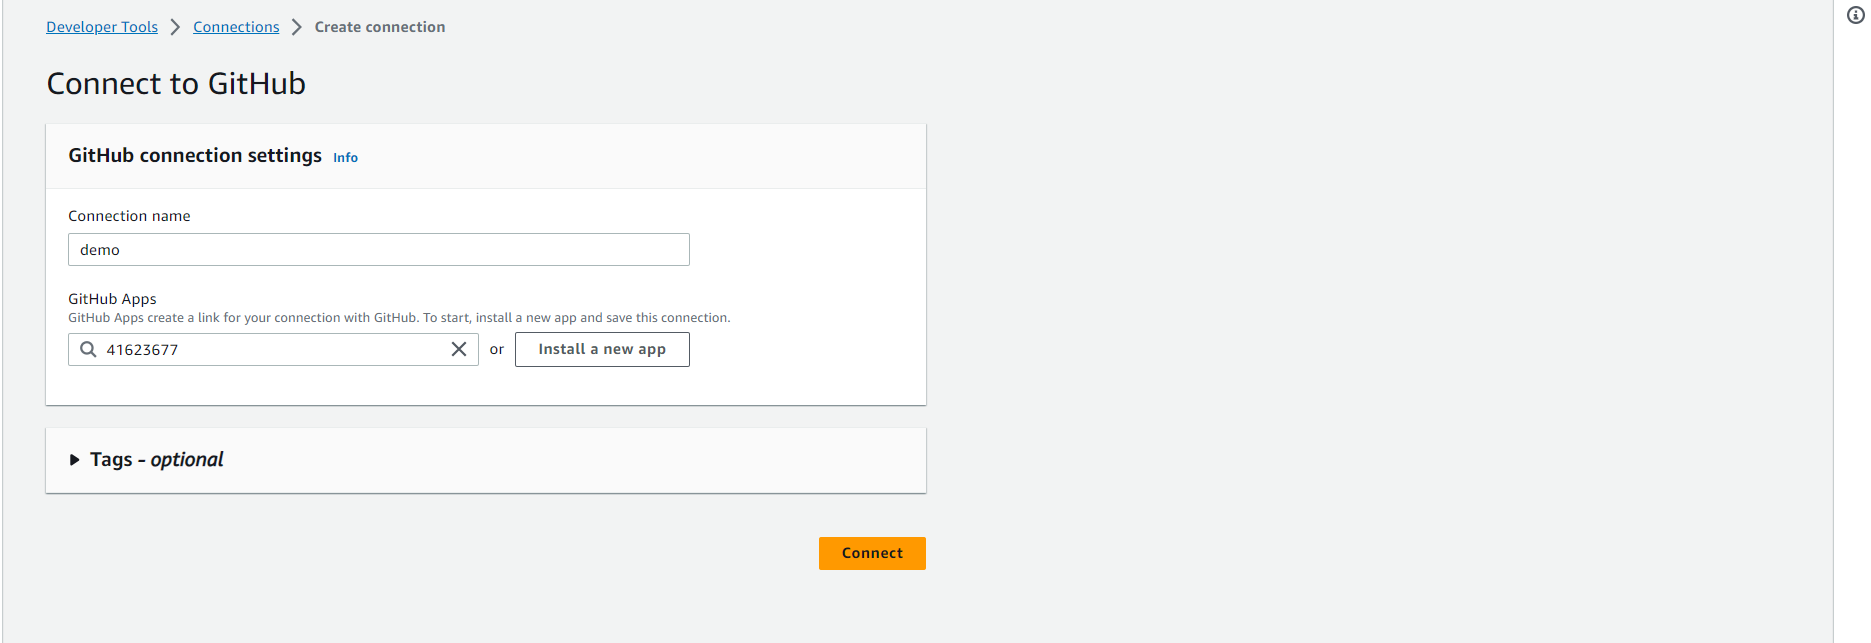 Developer Tools > Connections > Create connection
Connect to GitHub
GitHub connection settings Info
Connection name
demo
GitHub Apps
GitHub Apps create a link for your connection with GitHub. To start, install a new app and save this connection.
41623677 or Install a new app
Tags - optional
Connect